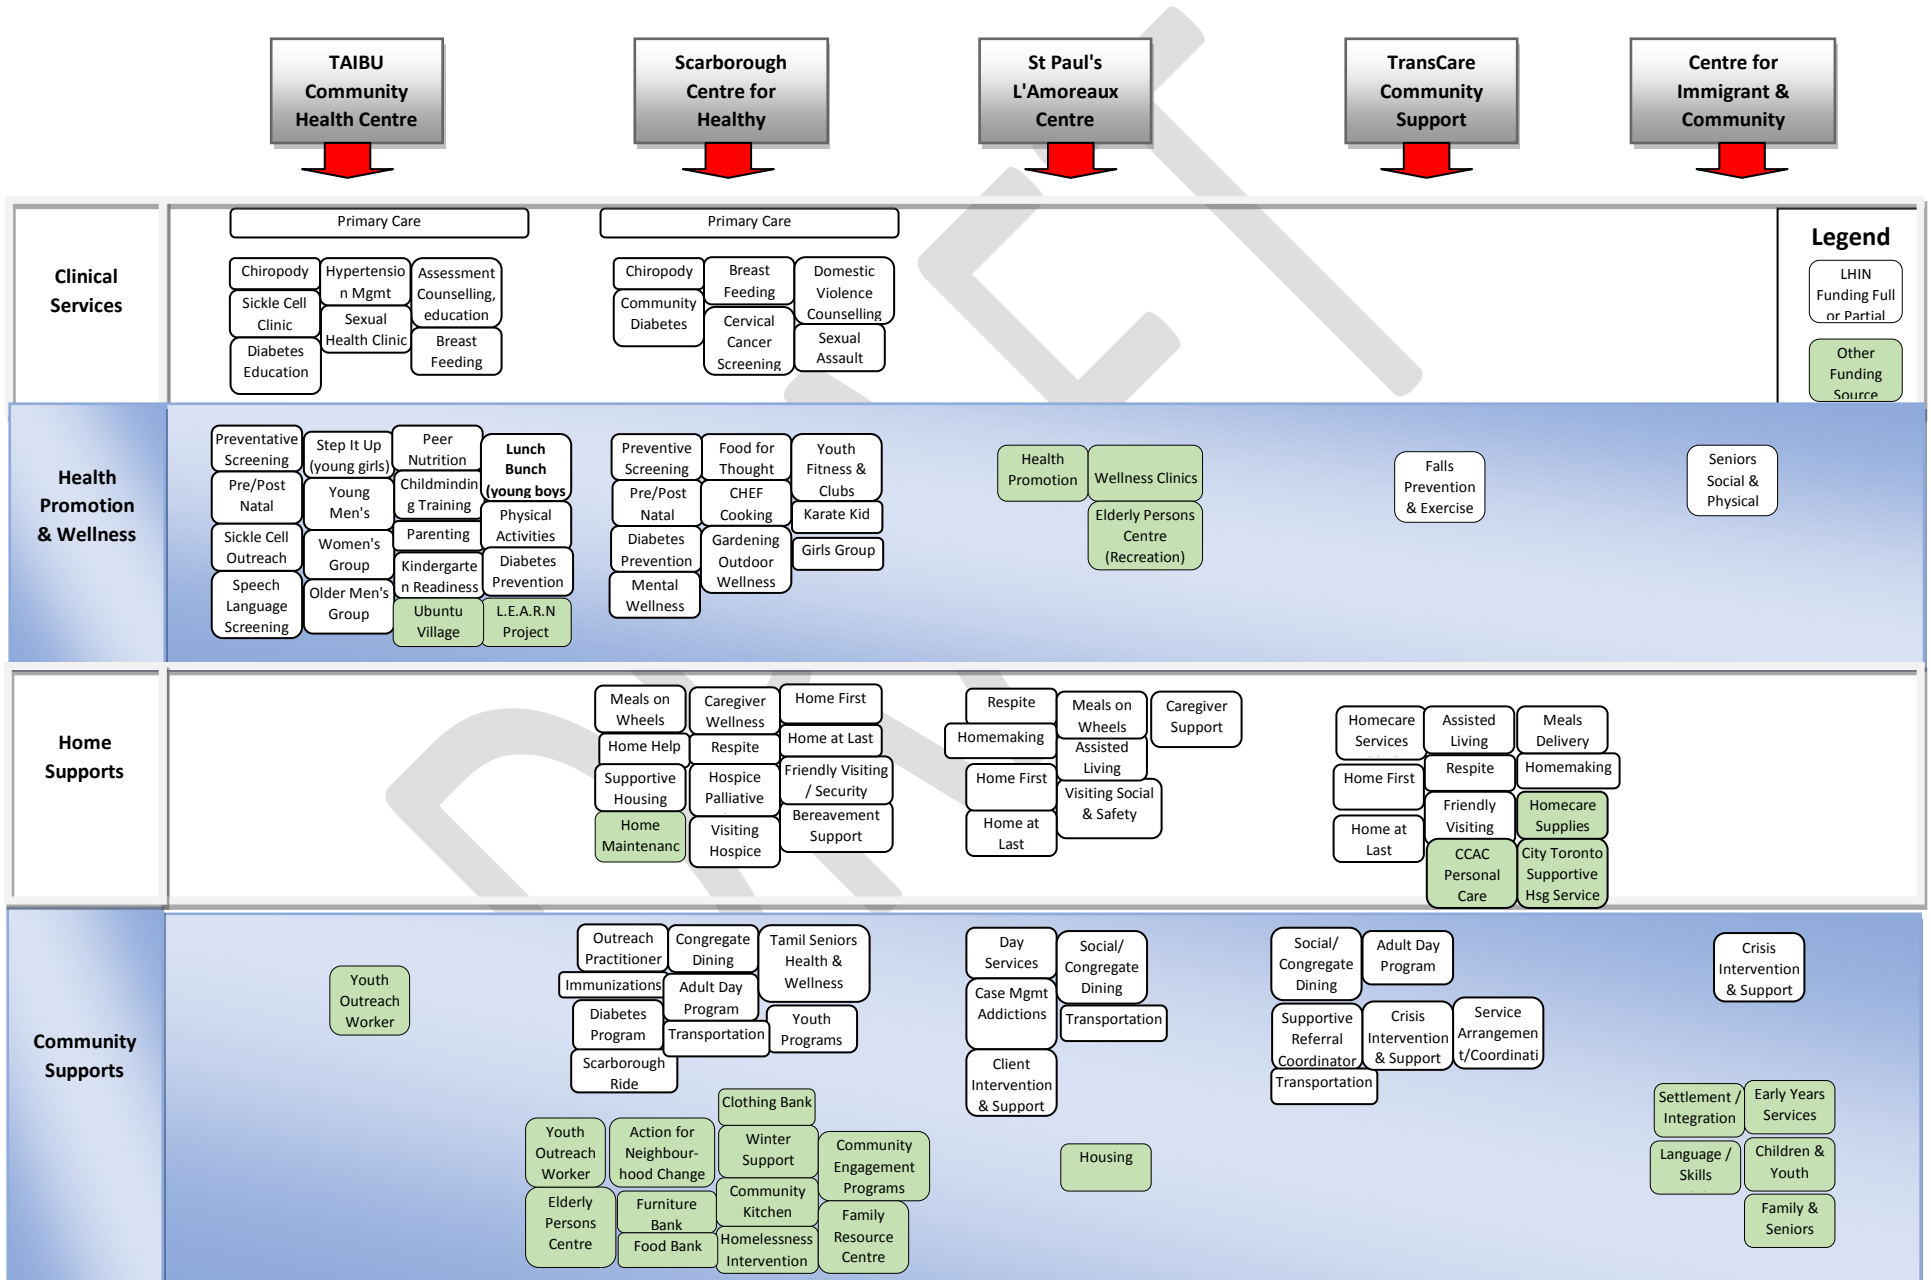 TAIBU
Community
Health Centre
Scarborough
Centre for
Healthy
St Paul's
L'Amoreaux
Centre
TransCare
Community
Support
Centre for
Immigrant &
Community
Clinical
Services
Primary Care
Chiropody
Sickle Cell
Clinic
Diabetes
Education
Hypertensio
n Mgmt
Sexual
Health Clinic
Assessment
Counselling,
education
Breast
Feeding
Primary Care
Chiropody
Community
Diabetes
Breast
Feeding
Cervical
Cancer
Screening
Domestic
Violence
Counselling
Sexual
Assault
Legend
LHIN
Funding Full
or Partial
Other
Funding
Source
Health
Promotion
& Wellness
Preventative
Screening
Pre/Post
Natal
Sickle Cell
Outreach
Speech
Language
Screening
Step It Up
(young girls)
Young
Men's
Women's
Group
Older Men's
Group
Peer
Nutrition
Childmindin
g Training
Parenting
Kindergarte
n Readiness
Ubuntu
Village
Lunch
Bunch
(young boys
Physical
Activities
Diabetes
Prevention
L.E.A.R.N
Project
Preventive
Screening
Pre/Post
Natal
Diabetes
Prevention
Mental
Wellness
Food for
Thought
CHEF
Cooking
Gardening
Outdoor
Wellness
Youth
Fitness &
Clubs
Karate Kid
Girls Group
Health
Promotion
Wellness Clinics
Elderly Persons
Centre
(Recreation)
Falls
Prevention
& Exercise
Seniors
Social &
Physical
Home
Supports
Meals on
Wheels
Home Help
Supportive
Housing
Home
Maintenanc
Caregiver
Wellness
Respite
Hospice
Palliative
Visiting
Hospice
Home First
Home at Last
Friendly Visiting
/ Security
Bereavement
Support
Respite
Homemaking
Home First
Home at
Last
Meals on
Wheels
Assisted
Living
Visiting Social
& Safety
Caregiver
Support
Homecare
Services
Home First
Home at
Last
Assisted
Living
Respite
Friendly
Visiting
CCAC
Personal
Care
Meals
Delivery
Homemaking
Homecare
Supplies
City Toronto
Supportive
Hsg Service
Community
Supports
Youth
Outreach
Worker
Outreach
Practitioner
Immunizations
Diabetes
Program
Scarborough
Ride
Congregate
Dining
Adult Day
Program
Transportation
Tamil Seniors
Health &
Wellness
Youth
Programs
Youth
Outreach
Worker
Elderly
Persons
Centre
Action for
Neighbour-
hood Change
Furniture
Bank
Food Bank
Clothing Bank
Winter
Support
Community
Kitchen
Homelessness
Intervention
Community
Engagement
Programs
Family
Resource
Centre
Day
Services
Case Mgmt
Addictions
Client
Intervention
& Support
Social/
Congregate
Dining
Transportation
Housing
Social/
Congregate
Dining
Supportive
Referral
Coordinator
Transportation
Adult Day
Program
Crisis
Intervention
& Support
Service
Arrangemen
t/Coordinati
Crisis
Intervention
& Support
Settlement /
Integration
Language /
Skills
Early Years
Services
Children &
Youth
Family &
Seniors
DRAFT